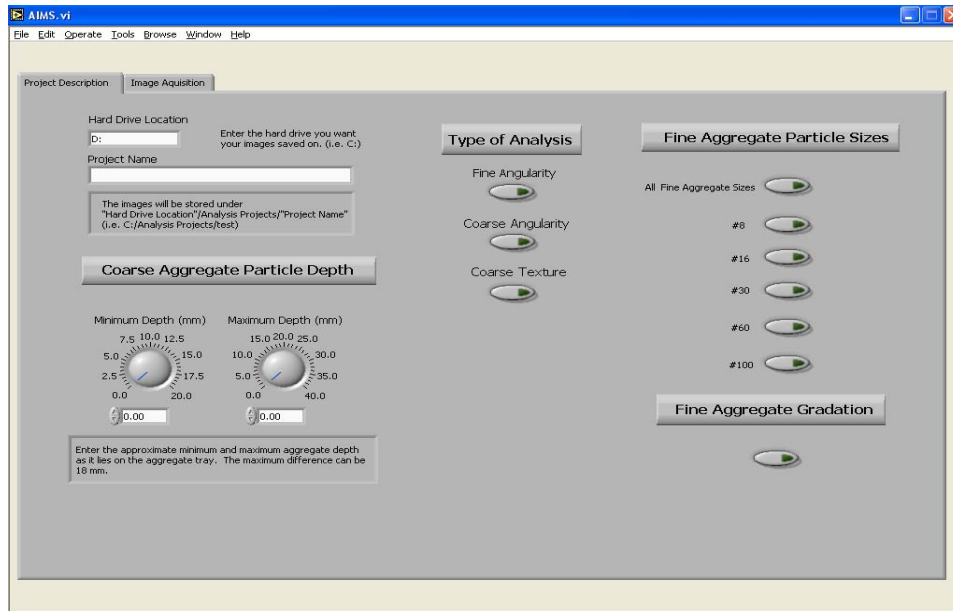 AIMS.vi
File Edit Operate Tools Browse Window Help
Project Description Image Aquisition
Hard Drive Location
D:
Enter the hard drive you want
your images saved on. (i.e. C:)
Project Name
The images will be stored under
"Hard Drive Location"/Analysis Projects/"Project Name"
(i.e. C:/Analysis Projects/test)
Coarse Aggregate Particle Depth
Minimum Depth (mm)
0.0 2.5 5.0 7.5 10.0 12.5 15.0 17.5 20.0
0.00
Maximum Depth (mm)
0.0 5.0 10.0 15.0 20.0 25.0 30.0 35.0 40.0
0.00
Enter the approximate minimum and maximum aggregate depth
as it lies on the aggregate tray. The maximum difference can be
18 mm.
Type of Analysis
Fine Angularity
Coarse Angularity
Coarse Texture
Fine Aggregate Particle Sizes
All Fine Aggregate Sizes
#8
#16
#30
#60
#100
Fine Aggregate Gradation